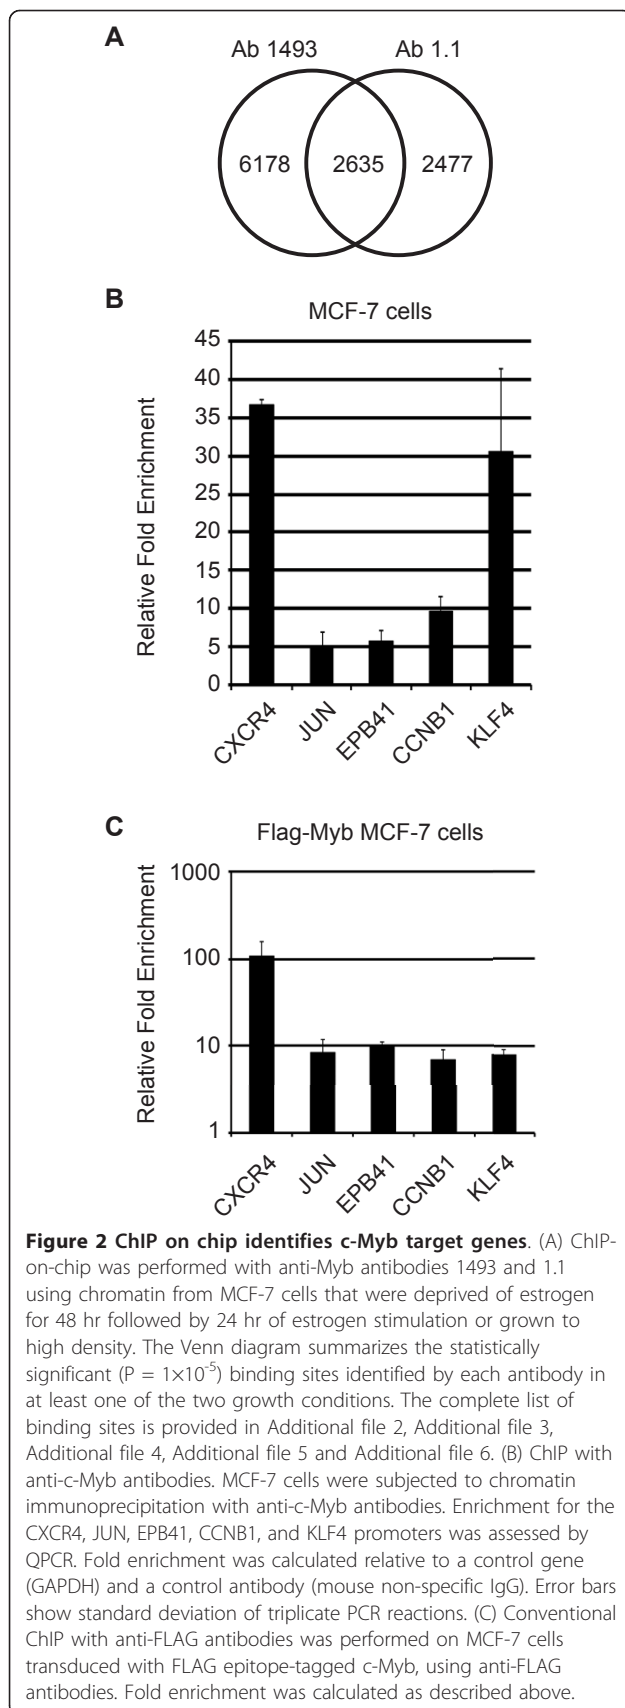 A
Ab 1493 Ab 1.1
6178 2635 2477
B
MCF-7 cells
Relative Fold Enrichment
45
40
35
30
25
20
15
10
5
0
CXCR4
JUN
EPB41
CCNB1
KLF4
C
Flag-Myb MCF-7 cells
Relative Fold Enrichment
1000
100
10
1
CXCR4
JUN
EPB41
CCNB1
KLF4
Figure 2 ChIP on chip identifies c-Myb target genes. (A) ChIP-
on-chip was performed with anti-Myb antibodies 1493 and 1.1
using chromatin from MCF-7 cells that were deprived of estrogen
for 48 hr followed by 24 hr of estrogen stimulation or grown to
high density. The Venn diagram summarizes the statistically
significant (P = 1×10⁻⁵) binding sites identified by each antibody in
at least one of the two growth conditions. The complete list of
binding sites is provided in Additional file 2, Additional file 3,
Additional file 4, Additional file 5 and Additional file 6. (B) ChIP with
anti-c-Myb antibodies. MCF-7 cells were subjected to chromatin
immunoprecipitation with anti-c-Myb antibodies. Enrichment for the
CXCR4, JUN, EPB41, CCNB1, and KLF4 promoters was assessed by
QPCR. Fold enrichment was calculated relative to a control gene
(GAPDH) and a control antibody (mouse non-specific IgG). Error bars
show standard deviation of triplicate PCR reactions. (C) Conventional
ChIP with anti-FLAG antibodies was performed on MCF-7 cells
transduced with FLAG epitope-tagged c-Myb, using anti-FLAG
antibodies. Fold enrichment was calculated as described above.